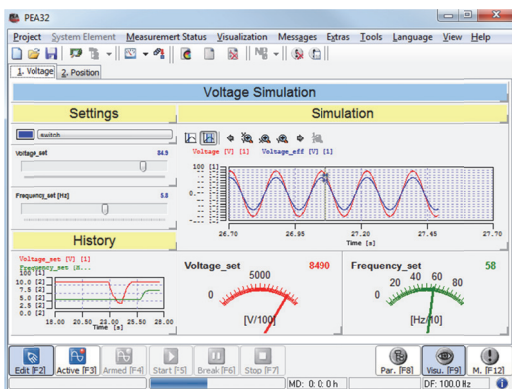 PEA32
Project System Element Measurement Status Visualization Messages Extras Tools Language View Help
1. Voltage 2. Position
Voltage Simulation
Settings
Simulation
switch
Voltage_set 84.9
Frequency_set [Hz] 5.8
Voltage [V] [1] Voltage_eff [V] [1]
100 [1]
0.
26.70 26.95 27.20 27.45 27.70
Time [s]
History
Voltage_set [V] [1]
Frequency_set [H...
100 [1]
10.0 [2]
7.5 [2]
5.0 [2]
2.5 [2]
0.0 [2]
18.00 20.50 23.00 25.50 28.00
Time [s]
Voltage_set 8490
0 5000
[V/100]
Frequency_set 58
0 20 40 60 80
[Hz/10]
Edit [F2] Active [F3] Armed [F4] Start [F5] Break [F6] Stop [F7] Par. [F8] Visu. [F9] M. [F12]
MD: 0: 0: 0 h DF: 100.0 Hz